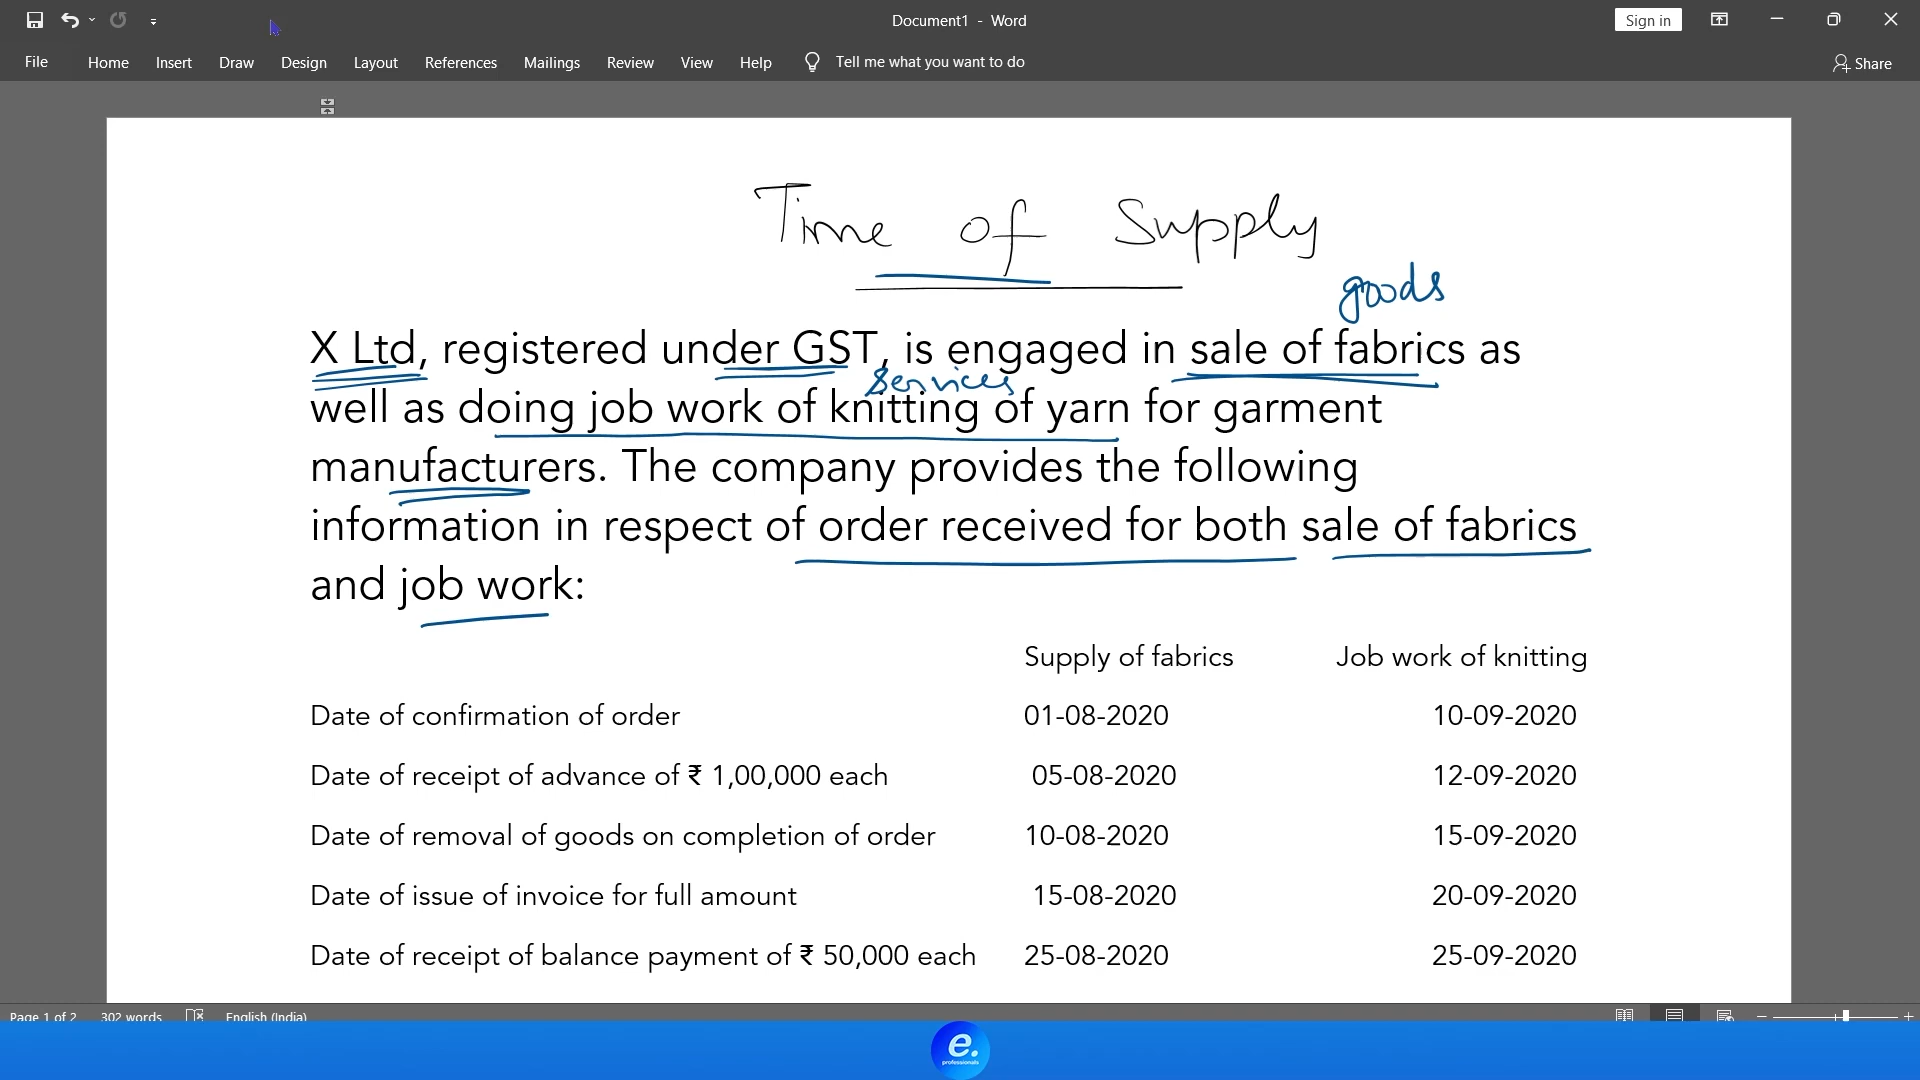 Document1 - Word
Sign in
File Home Insert Draw Design Layout References Mailings Review View Help Tell me what you want to do
Share
Time of Supply
goods
X Ltd, registered under GST, is engaged in sale of fabrics as
services
well as doing job work of knitting of yarn for garment
manufacturers. The company provides the following
information in respect of order received for both sale of fabrics
and job work:
Supply of fabrics Job work of knitting
Date of confirmation of order 01-08-2020 10-09-2020
Date of receipt of advance of ₹ 1,00,000 each 05-08-2020 12-09-2020
Date of removal of goods on completion of order 10-08-2020 15-09-2020
Date of issue of invoice for full amount 15-08-2020 20-09-2020
Date of receipt of balance payment of ₹ 50,000 each 25-08-2020 25-09-2020
Page 1 of 2 302 words English (India)
e.
professionals